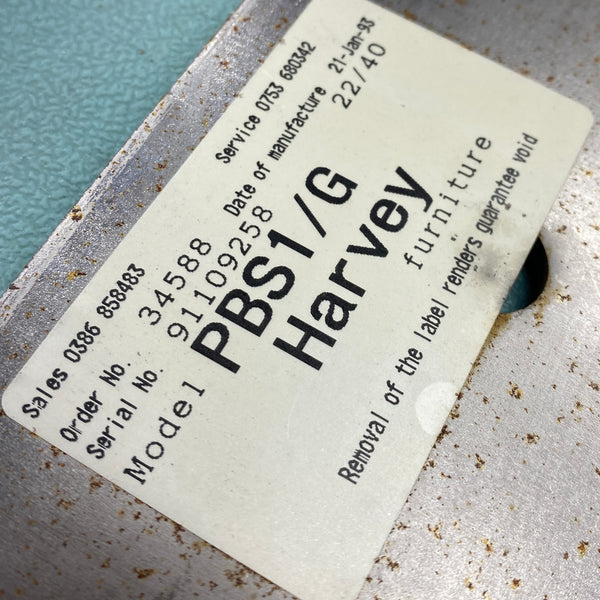 Sales 0386 858483 Service 0753 680342
Order No. 34588 Date of manufacture 21-Jan-93
Serial No. 91109258 22/40
Model PBS1/G
Harvey
furniture
Removal of the label renders guarantee void